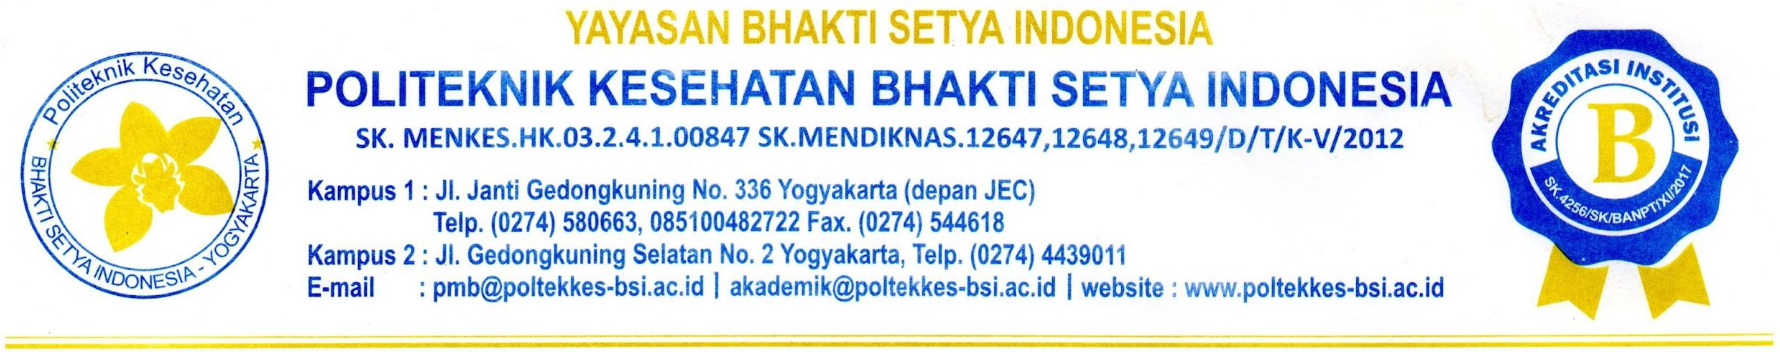 YAYASAN BHAKTI SETYA INDONESIA
POLITEKNIK KESEHATAN BHAKTI SETYA INDONESIA
SK. MENKES.HK.03.2.4.1.00847 SK.MENDIKNAS.12647,12648,12649/D/T/K-V/2012
Kampus 1 : Jl. Janti Gedongkuning No. 336 Yogyakarta (depan JEC)
Telp. (0274) 580663, 085100482722 Fax. (0274) 544618
Kampus 2 : Jl. Gedongkuning Selatan No. 2 Yogyakarta, Telp. (0274) 4439011
E-mail : pmb@poltekkes-bsi.ac.id | akademik@poltekkes-bsi.ac.id | website : www.poltekkes-bsi.ac.id
Politeknik Kesehatan
BHAKTI SETYA INDONESIA - YOGYAKARTA
AKREDITASI INSTITUSI
B
SK.4256/SK/BANPT/XI/2017